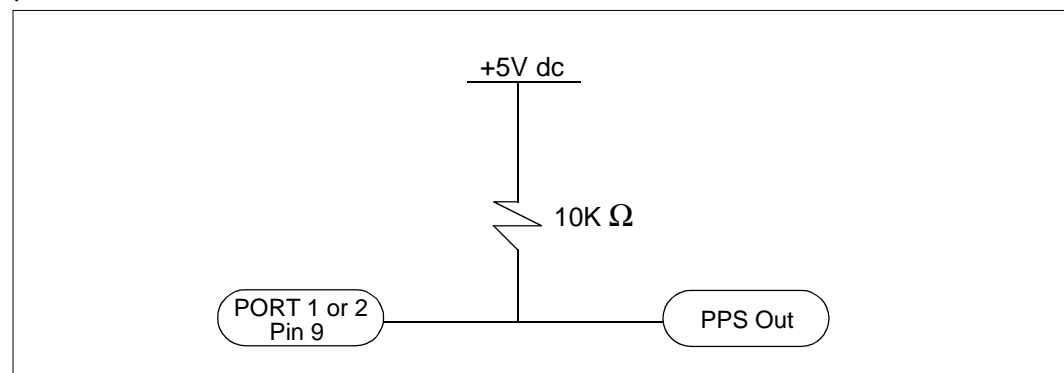 +5V dc
10K Ω
PORT 1 or 2
Pin 9
PPS Out